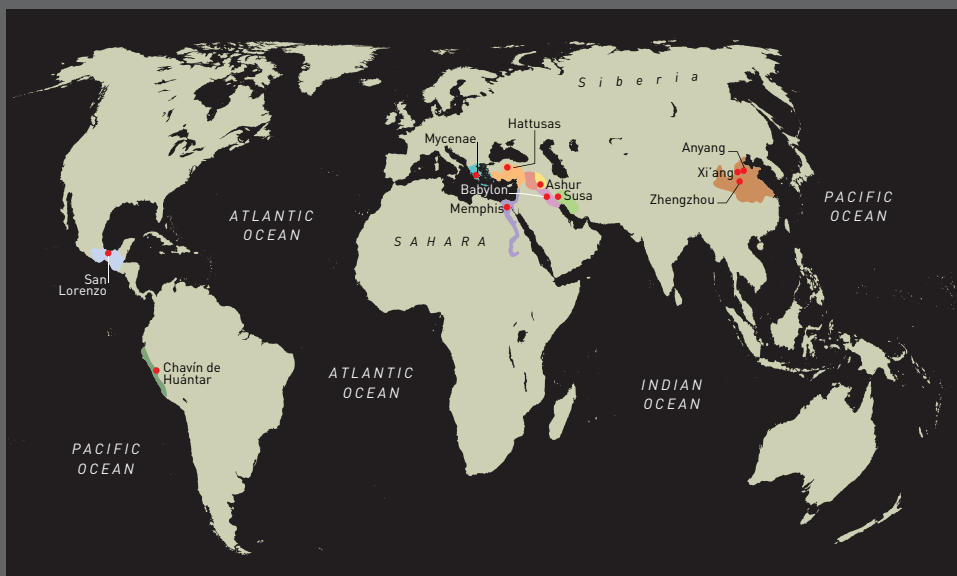 Siberia
Hattusas
Mycenae
Anyang
Xi'ang
Ashur
Babylon
Susa
Zhengzhou
Memphis
PACIFIC
OCEAN
ATLANTIC
OCEAN
SAHARA
San
Lorenzo
Chavín de
Huántar
ATLANTIC
OCEAN
INDIAN
OCEAN
PACIFIC
OCEAN